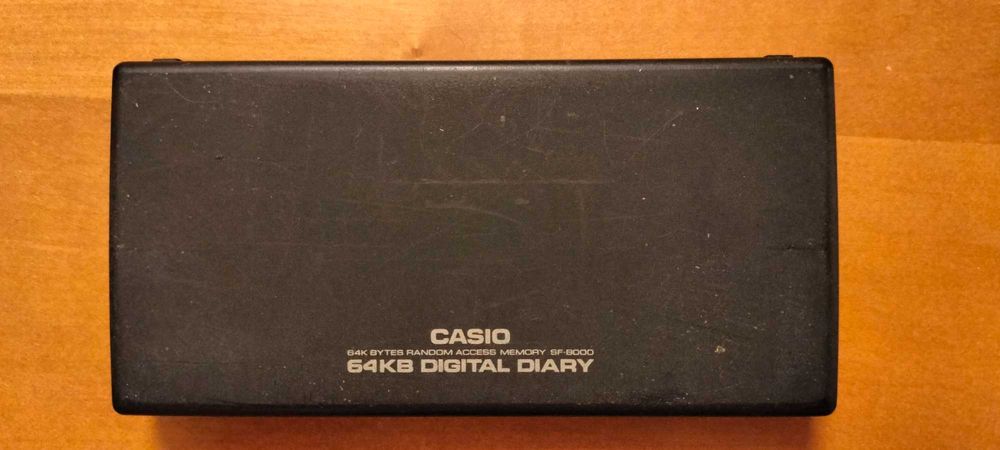 CASIO
64K BYTES RANDOM ACCESS MEMORY SF-8000
64KB DIGITAL DIARY